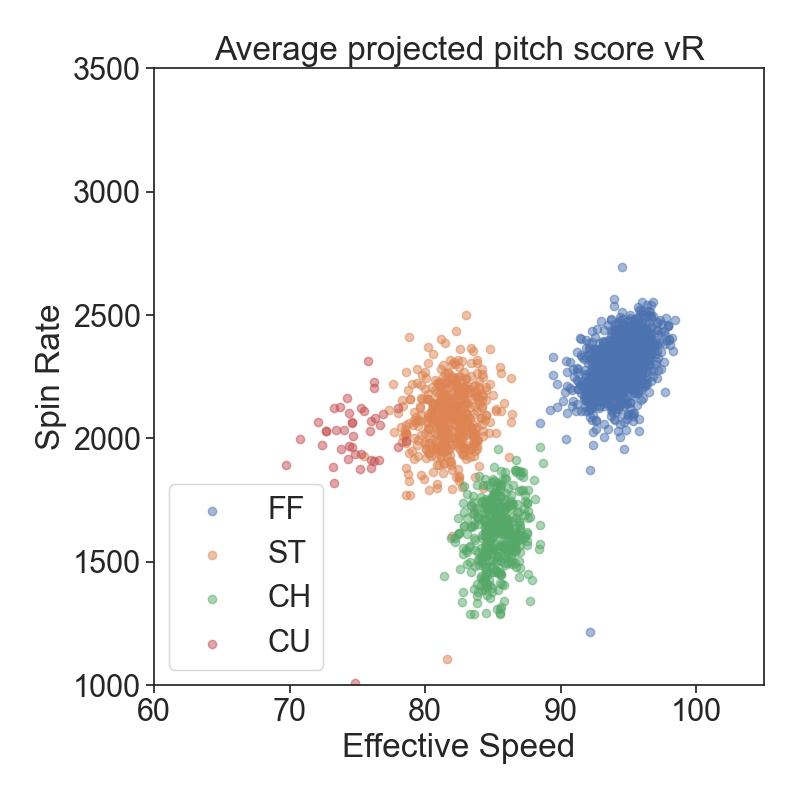 Average projected pitch score vR
3500
3000
2500
2000
1500
1000
Spin Rate
FF
ST
CH
CU
60 70 80 90 100
Effective Speed